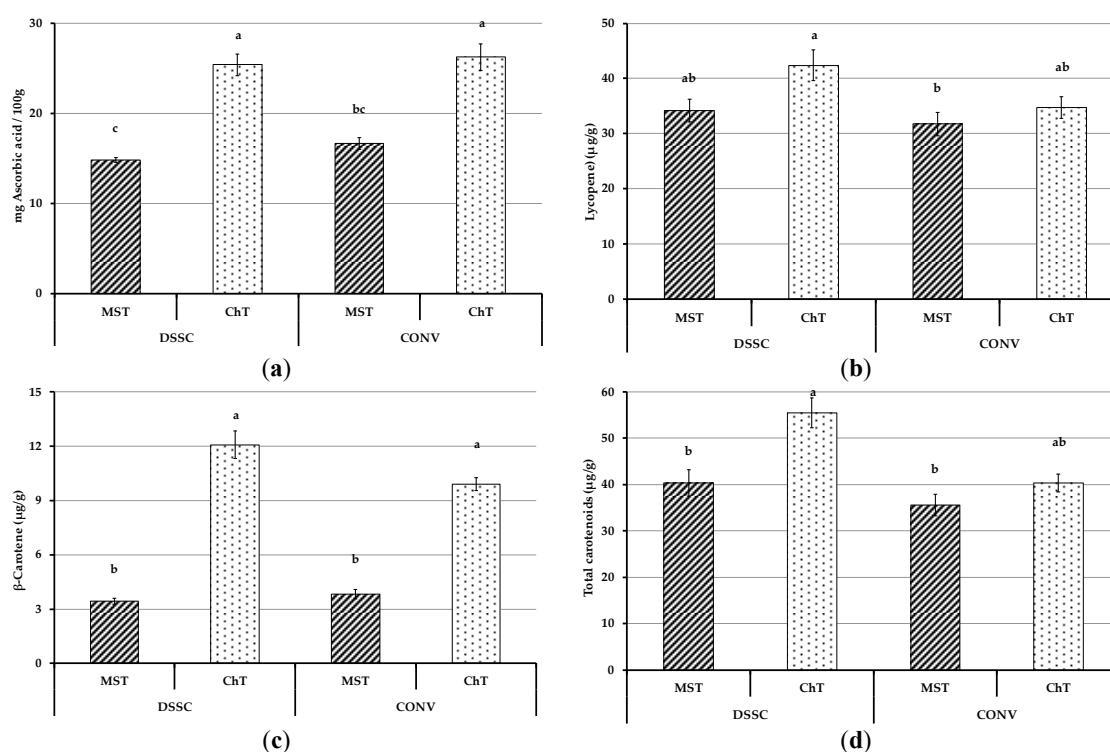 30
20
10
0
mg Ascorbic acid / 100g
c
a
bc
a
MST
ChT
MST
ChT
DSSC
CONV
(a)
50
40
30
20
10
0
Lycopene) (μg/g)
ab
a
b
ab
MST
ChT
MST
ChT
DSSC
CONV
(b)
15
12
9
6
3
0
β-Carotene (μg/g)
b
a
b
a
MST
ChT
MST
ChT
DSSC
CONV
(c)
60
50
40
30
20
10
0
Total carotenoids (μg/g)
b
a
b
ab
MST
ChT
MST
ChT
DSSC
CONV
(d)